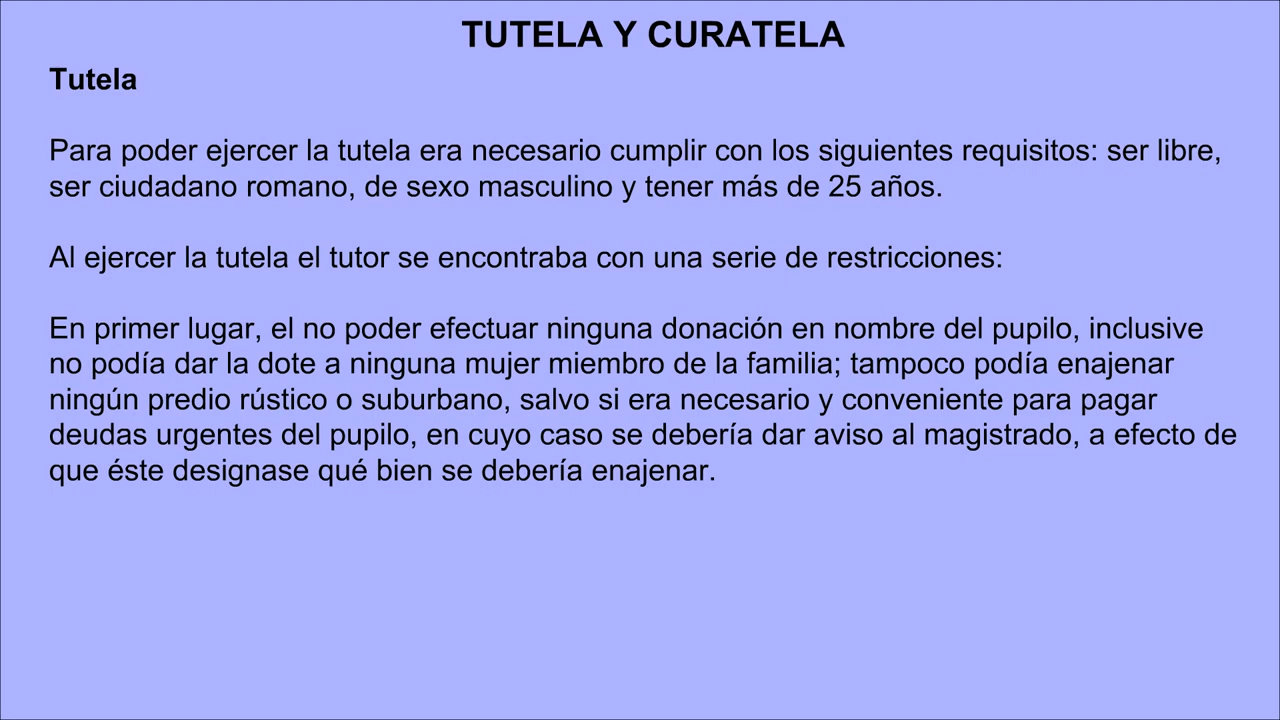 TUTELA Y CURATELA
Tutela
Para poder ejercer la tutela era necesario cumplir con los siguientes requisitos: ser libre,
ser ciudadano romano, de sexo masculino y tener más de 25 años.
Al ejercer la tutela el tutor se encontraba con una serie de restricciones:
En primer lugar, el no poder efectuar ninguna donación en nombre del pupilo, inclusive
no podía dar la dote a ninguna mujer miembro de la familia; tampoco podía enajenar
ningún predio rústico o suburbano, salvo si era necesario y conveniente para pagar
deudas urgentes del pupilo, en cuyo caso se debería dar aviso al magistrado, a efecto de
que éste designase qué bien se debería enajenar.